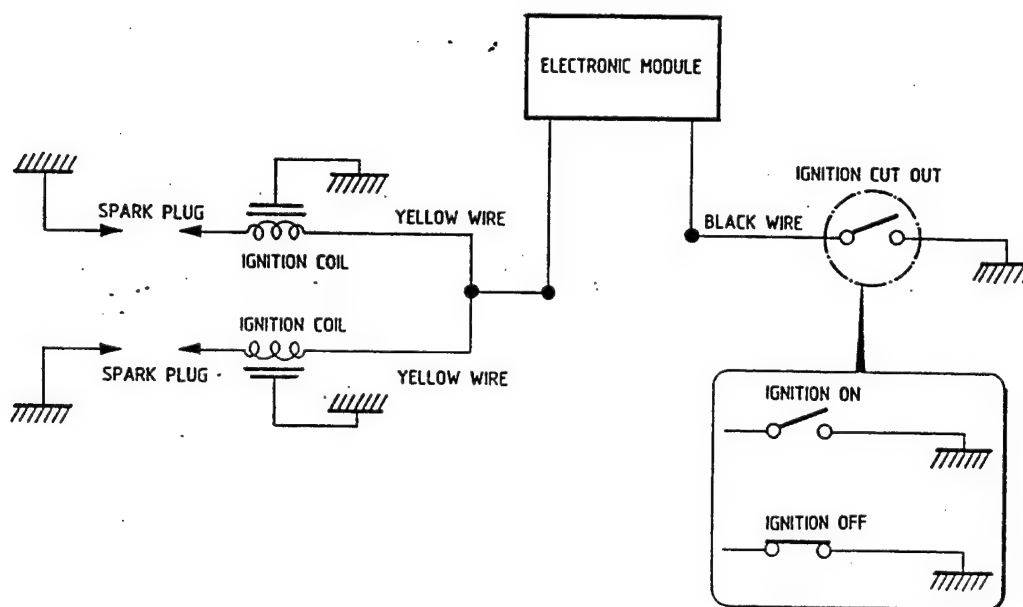 ELECTRONIC MODULE
IGNITION CUT OUT
SPARK PLUG
YELLOW WIRE
BLACK WIRE
IGNITION COIL
IGNITION COIL
SPARK PLUG
YELLOW WIRE
IGNITION ON
IGNITION OFF